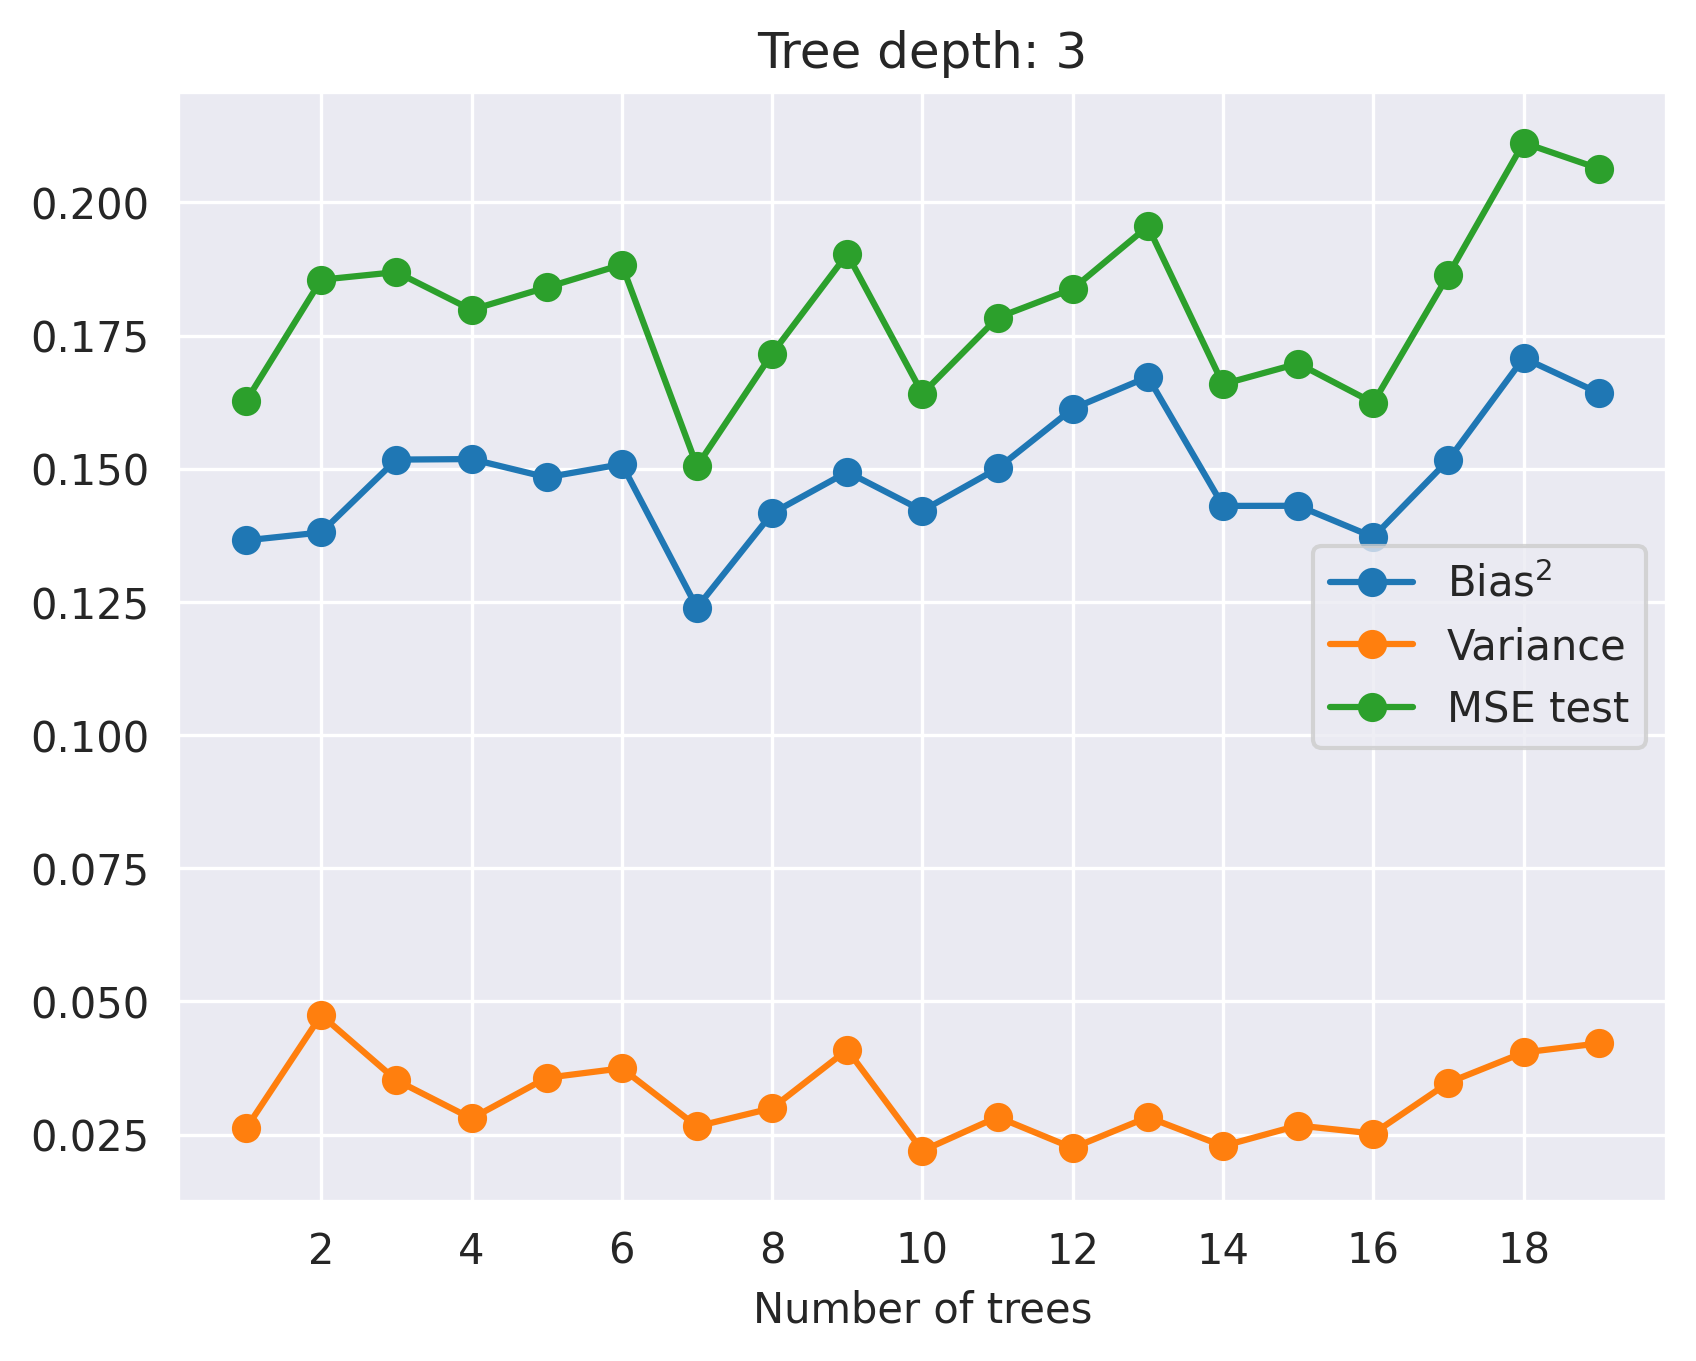 Tree depth: 3
0.200
0.175
0.150
0.125
0.100
0.075
0.050
0.025
Bias²
Variance
MSE test
2 4 6 8 10 12 14 16 18
Number of trees